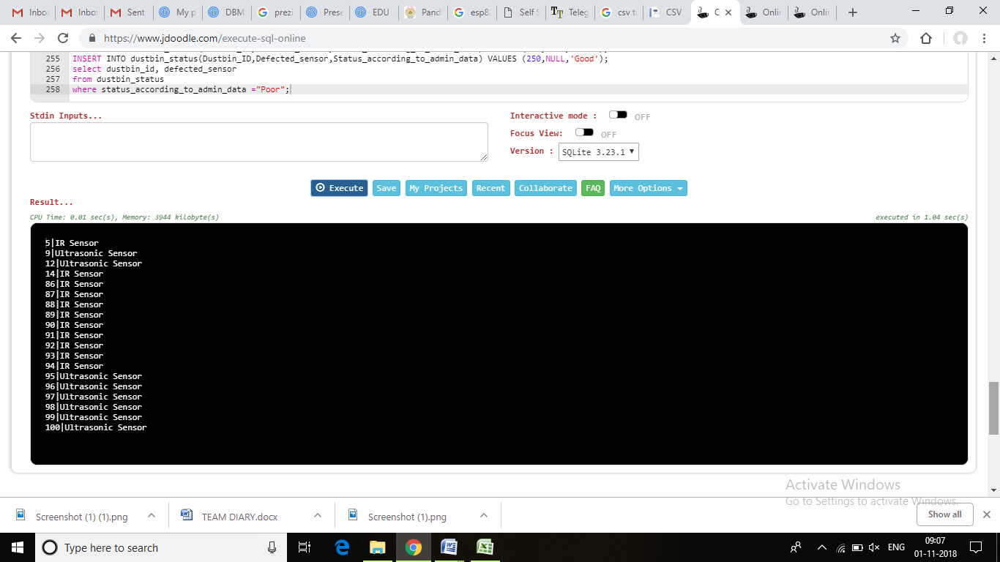 Inbo
Inbo
Sent
My p
DBM
prezi
Prese
EDU
Pand
esp8
Self S
Teleg
csv t
CSV
C
Onlir
Onlir
https://www.jdoodle.com/execute-sql-online
255 INSERT INTO dustbin_status(Dustbin_ID,Defected_sensor,Status_according_to_admin_data) VALUES (250,NULL,'Good');
256 select dustbin_id, defected_sensor
257 from dustbin_status
258 where status_according_to_admin_data ="Poor";
Stdin Inputs...
Interactive mode : OFF
Focus View: OFF
Version : SQLite 3.23.1
Execute Save My Projects Recent Collaborate FAQ More Options
Result...
CPU Time: 0.01 sec(s), Memory: 3944 kilobyte(s)
executed in 1.04 sec(s)
5|IR Sensor
9|Ultrasonic Sensor
12|Ultrasonic Sensor
14|IR Sensor
86|IR Sensor
87|IR Sensor
88|IR Sensor
89|IR Sensor
90|IR Sensor
91|IR Sensor
92|IR Sensor
93|IR Sensor
94|IR Sensor
95|Ultrasonic Sensor
96|Ultrasonic Sensor
97|Ultrasonic Sensor
98|Ultrasonic Sensor
99|Ultrasonic Sensor
100|Ultrasonic Sensor
Activate Windows
Go to Settings to activate Windows.
Screenshot (1) (1).png
TEAM DIARY.docx
Screenshot (1).png
Show all
Type here to search
ENG
09:07
01-11-2018